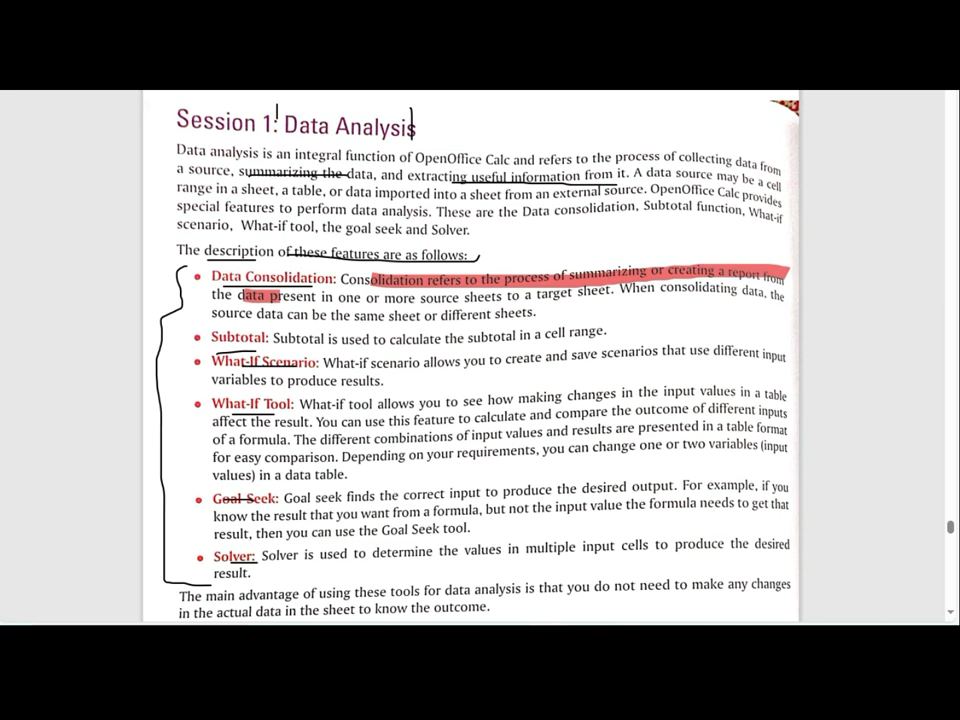 Session 1: Data Analysis
Data analysis is an integral function of OpenOffice Calc and refers to the process of collecting data from
a source, summarizing the data, and extracting useful information from it. A data source may be a cell
range in a sheet, a table, or data imported into a sheet from an external source. OpenOffice Calc provides
special features to perform data analysis. These are the Data consolidation, Subtotal function, What-if
scenario, What-if tool, the goal seek and Solver.
The description of these features are as follows:
• Data Consolidation: Consolidation refers to the process of summarizing or creating a report from
the data present in one or more source sheets to a target sheet. When consolidating data, the
source data can be the same sheet or different sheets.
• Subtotal: Subtotal is used to calculate the subtotal in a cell range.
• What-If Scenario: What-if scenario allows you to create and save scenarios that use different input
variables to produce results.
• What-If Tool: What-if tool allows you to see how making changes in the input values in a table
affect the result. You can use this feature to calculate and compare the outcome of different inputs
of a formula. The different combinations of input values and results are presented in a table format
for easy comparison. Depending on your requirements, you can change one or two variables (input
values) in a data table.
• Goal Seek: Goal seek finds the correct input to produce the desired output. For example, if you
know the result that you want from a formula, but not the input value the formula needs to get that
result, then you can use the Goal Seek tool.
• Solver: Solver is used to determine the values in multiple input cells to produce the desired
result.
The main advantage of using these tools for data analysis is that you do not need to make any changes
in the actual data in the sheet to know the outcome.